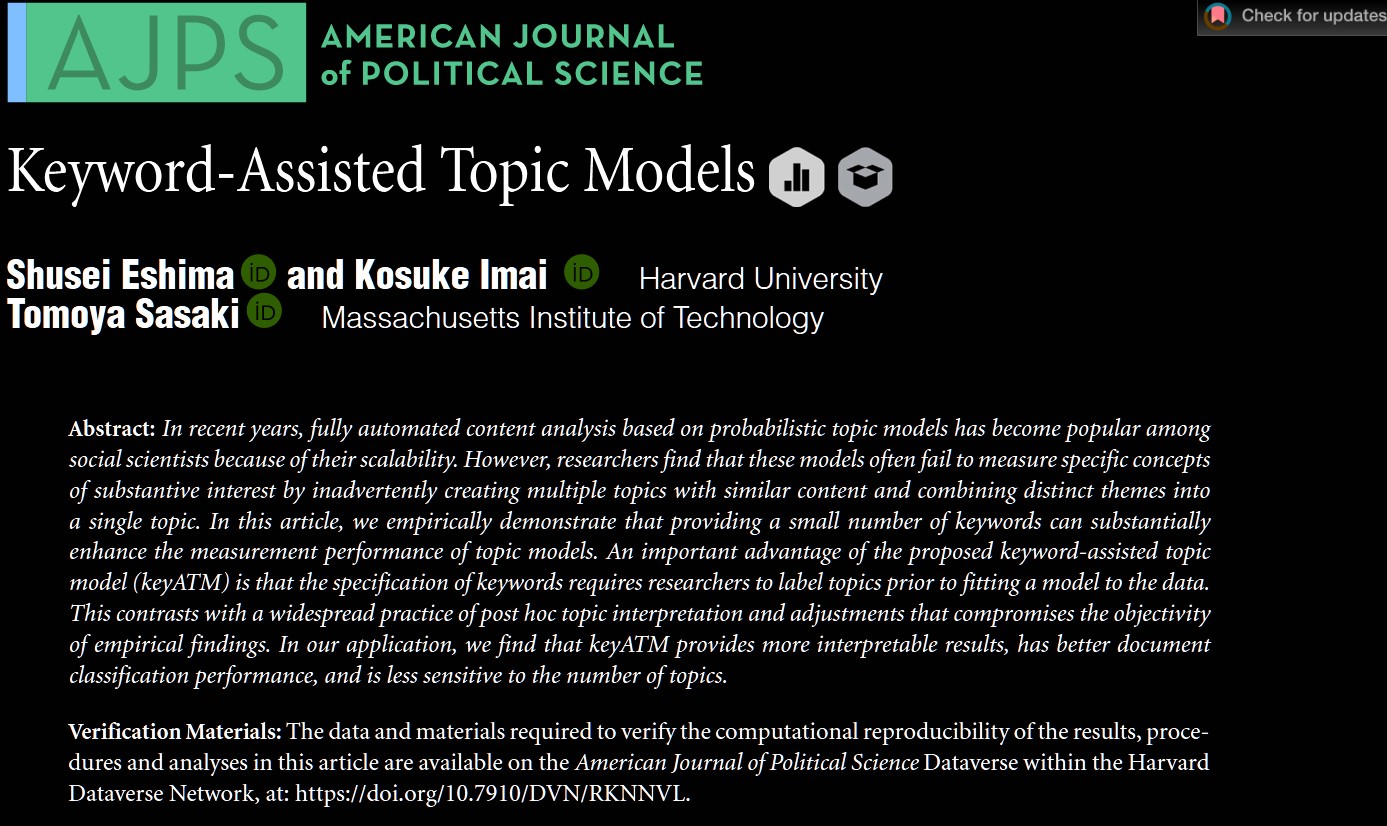 Check for updates
AJPS
AMERICAN JOURNAL
of POLITICAL SCIENCE
Keyword-Assisted Topic Models
Shusei Eshima iD and Kosuke Imai iD Harvard University
Tomoya Sasaki iD Massachusetts Institute of Technology
Abstract: In recent years, fully automated content analysis based on probabilistic topic models has become popular among
social scientists because of their scalability. However, researchers find that these models often fail to measure specific concepts
of substantive interest by inadvertently creating multiple topics with similar content and combining distinct themes into
a single topic. In this article, we empirically demonstrate that providing a small number of keywords can substantially
enhance the measurement performance of topic models. An important advantage of the proposed keyword-assisted topic
model (keyATM) is that the specification of keywords requires researchers to label topics prior to fitting a model to the data.
This contrasts with a widespread practice of post hoc topic interpretation and adjustments that compromises the objectivity
of empirical findings. In our application, we find that keyATM provides more interpretable results, has better document
classification performance, and is less sensitive to the number of topics.
Verification Materials: The data and materials required to verify the computational reproducibility of the results, proce-
dures and analyses in this article are available on the American Journal of Political Science Dataverse within the Harvard
Dataverse Network, at: https://doi.org/10.7910/DVN/RKNNVL.